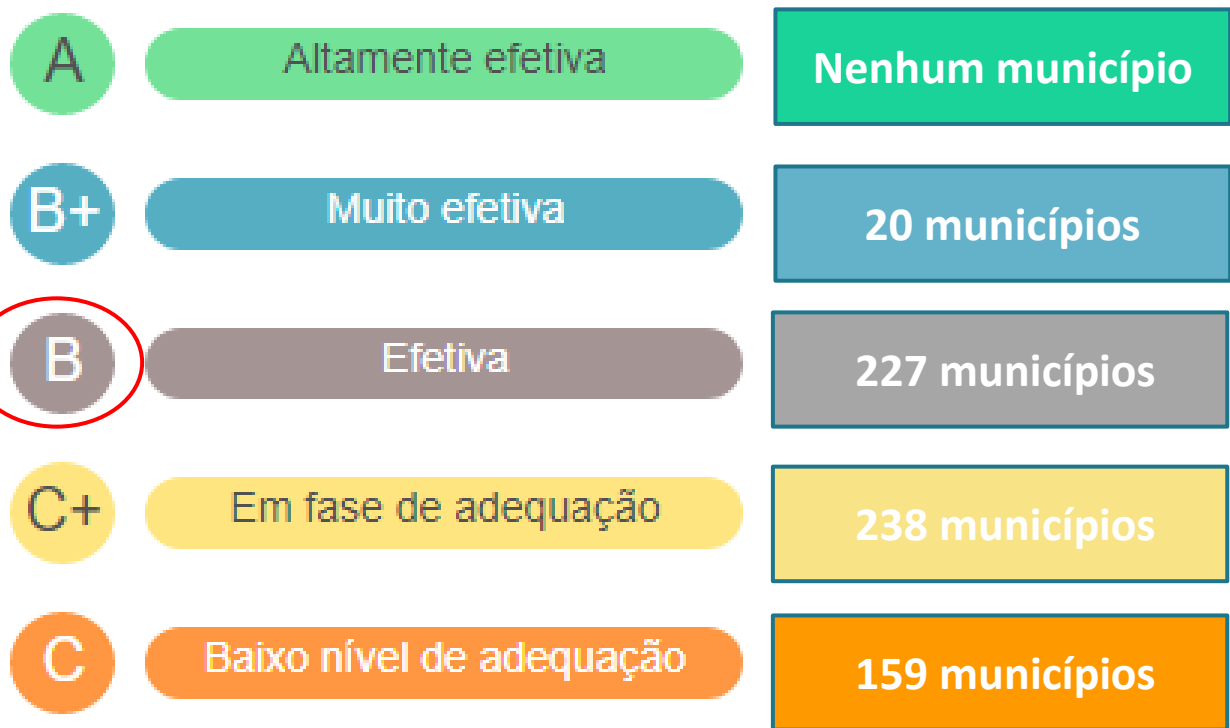 A
Altamente efetiva
Nenhum município
B+
Muito efetiva
20 municípios
B
Efetiva
227 municípios
C+
Em fase de adequação
238 municípios
C
Baixo nível de adequação
159 municípios